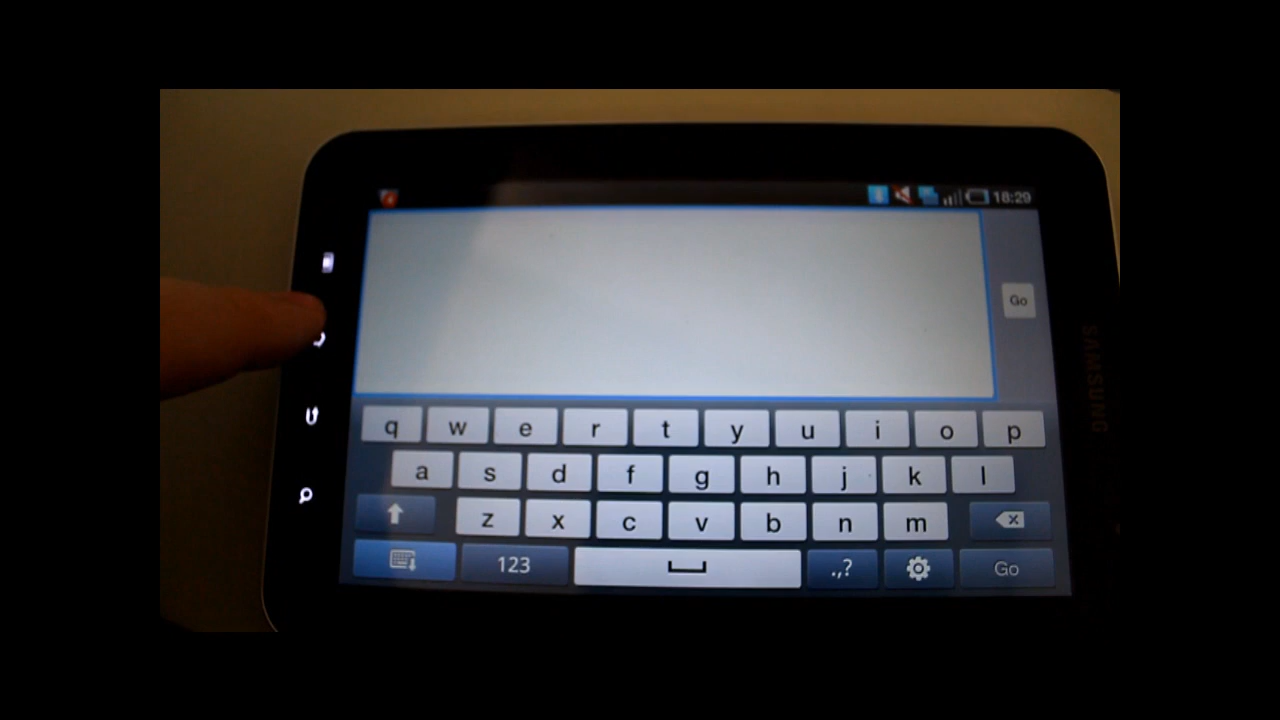 18:29
Go
SAMSUNG
q w e r t y u i o p
a s d f g h j k l
z x c v b n m
123 .,? Go